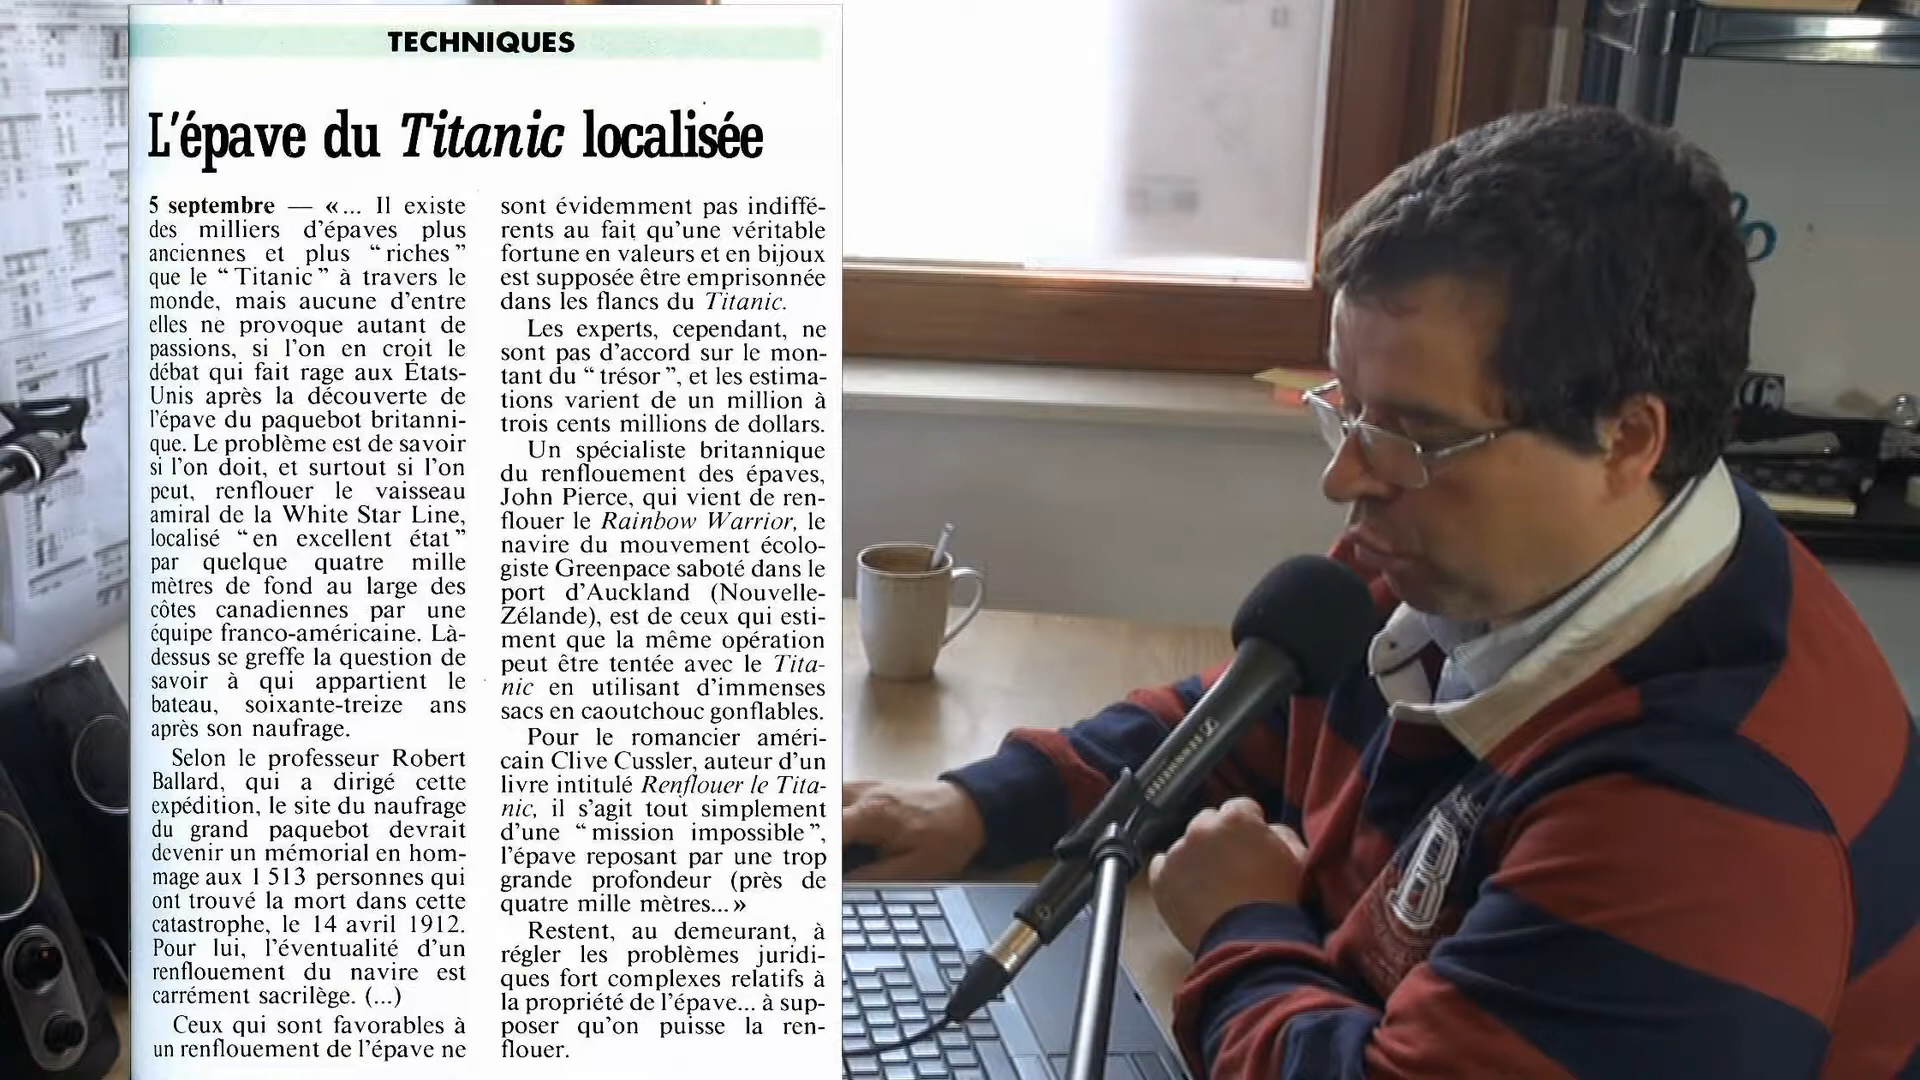 TECHNIQUES
L'épave du Titanic localisée
5 septembre — «... Il existe
des milliers d'épaves plus
anciennes et plus “riches”
que le “Titanic” à travers le
monde, mais aucune d'entre
elles ne provoque autant de
passions, si l'on en croit le
débat qui fait rage aux États-
Unis après la découverte de
l'épave du paquebot britanni-
que. Le problème est de savoir
si l'on doit, et surtout si l'on
peut, renflouer le vaisseau
amiral de la White Star Line,
localisé “en excellent état”
par quelque quatre mille
mètres de fond au large des
côtes canadiennes par une
équipe franco-américaine. Là-
dessus se greffe la question de
savoir à qui appartient le
bateau, soixante-treize ans
après son naufrage.
Selon le professeur Robert
Ballard, qui a dirigé cette
expédition, le site du naufrage
du grand paquebot devrait
devenir un mémorial en hom-
mage aux 1 513 personnes qui
ont trouvé la mort dans cette
catastrophe, le 14 avril 1912.
Pour lui, l'éventualité d'un
renflouement du navire est
carrément sacrilège. (...)
Ceux qui sont favorables à
un renflouement de l'épave ne
sont évidemment pas indiffé-
rents au fait qu'une véritable
fortune en valeurs et en bijoux
est supposée être emprisonnée
dans les flancs du Titanic.
Les experts, cependant, ne
sont pas d'accord sur le mon-
tant du “trésor”, et les estima-
tions varient de un million à
trois cents millions de dollars.
Un spécialiste britannique
du renflouement des épaves,
John Pierce, qui vient de ren-
flouer le Rainbow Warrior, le
navire du mouvement écolo-
giste Greenpace saboté dans le
port d'Auckland (Nouvelle-
Zélande), est de ceux qui esti-
ment que la même opération
peut être tentée avec le Tita-
nic en utilisant d'immenses
sacs en caoutchouc gonflables.
Pour le romancier améri-
cain Clive Cussler, auteur d'un
livre intitulé Renflouer le Tita-
nic, il s'agit tout simplement
d'une “mission impossible”,
l'épave reposant par une trop
grande profondeur (près de
quatre mille mètres...»
Restent, au demeurant, à
régler les problèmes juridi-
ques fort complexes relatifs à
la propriété de l'épave... à sup-
poser qu'on puisse la ren-
flouer.